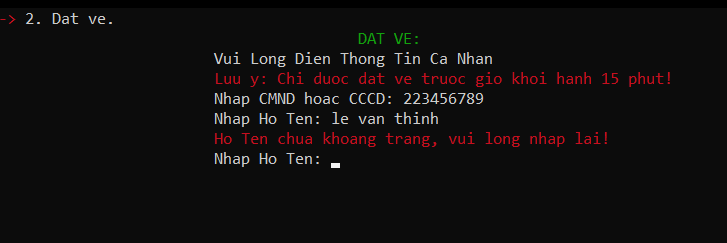 -> 2. Dat ve.
DAT VE:
Vui Long Dien Thong Tin Ca Nhan
Luu y: Chi duoc dat ve truoc gio khoi hanh 15 phut!
Nhap CMND hoac CCCD: 223456789
Nhap Ho Ten: le van thinh
Ho Ten chua khoang trang, vui long nhap lai!
Nhap Ho Ten: